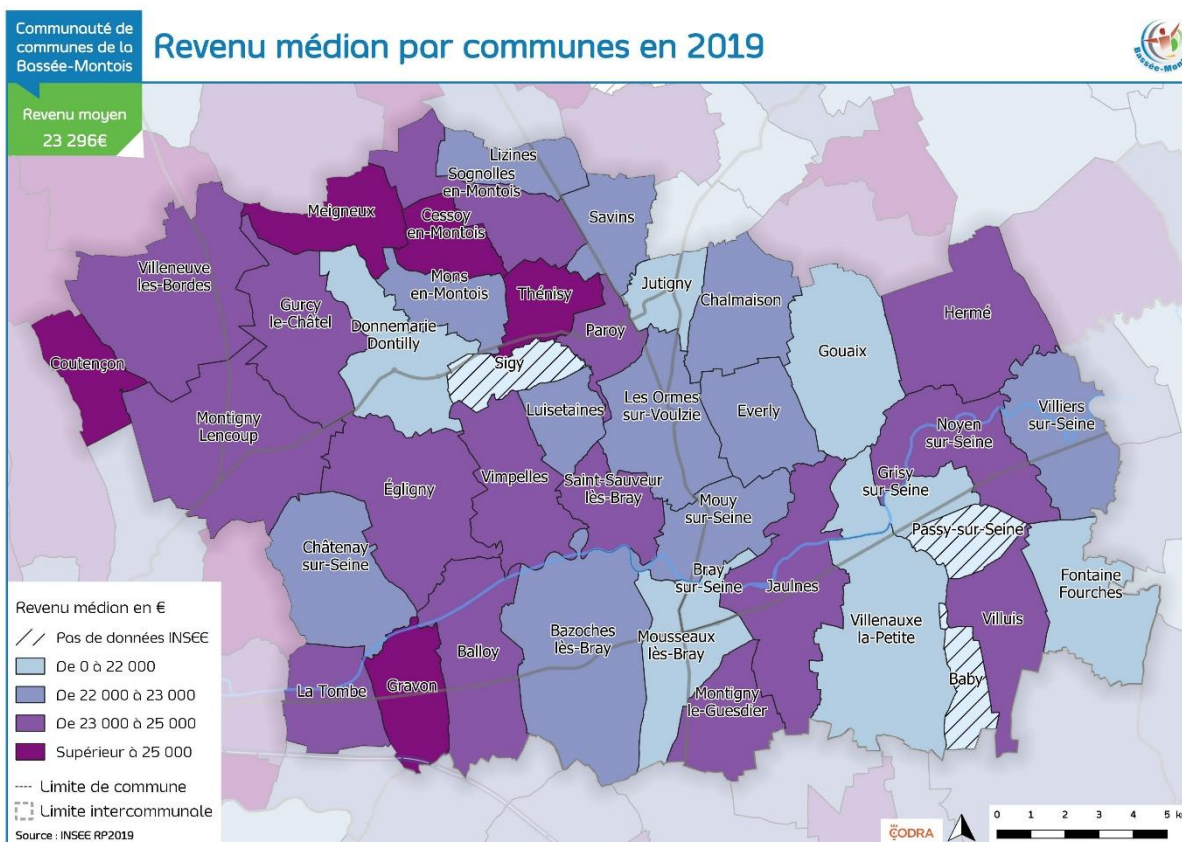 Communauté de
communes de la
Bassée-Montois
Revenu médian par communes en 2019
Revenu moyen
23 296€
Lizines
Sognolles
en-Montois
Meigneux
Cessoy
en-Montois
Savins
Villeneuve
les-Bordes
Mons
en-Montois
Thénisy
Jutigny
Chalmaison
Gurcy
le-Châtel
Donnemarie
Dontilly
Paroy
Hermé
Gouaix
Coutençon
Sigy
Luisetaines
Les Ormes
sur-Voulzie
Everly
Villiers
sur-Seine
Montigny
Lencoup
Noyen
sur-Seine
Égligny
Vimpelles
Saint-Sauveur
lès-Bray
Grisy
sur-Seine
Mouy
sur-Seine
Passy-sur-Seine
Châtenay
sur-Seine
Bray
sur-Seine
Jaulnes
Fontaine
Fourches
Bazoches
lès-Bray
Mousseaux
lès-Bray
Villenauxe
la-Petite
Villuis
Balloy
La Tombe
Gravon
Montigny
le-Guesdier
Baby
Revenu médian en €
Pas de données INSEE
De 0 à 22 000
De 22 000 à 23 000
De 23 000 à 25 000
Supérieur à 25 000
Limite de commune
Limite intercommunale
Source : INSEE RP2019
CODRA
0 1 2 3 4 5